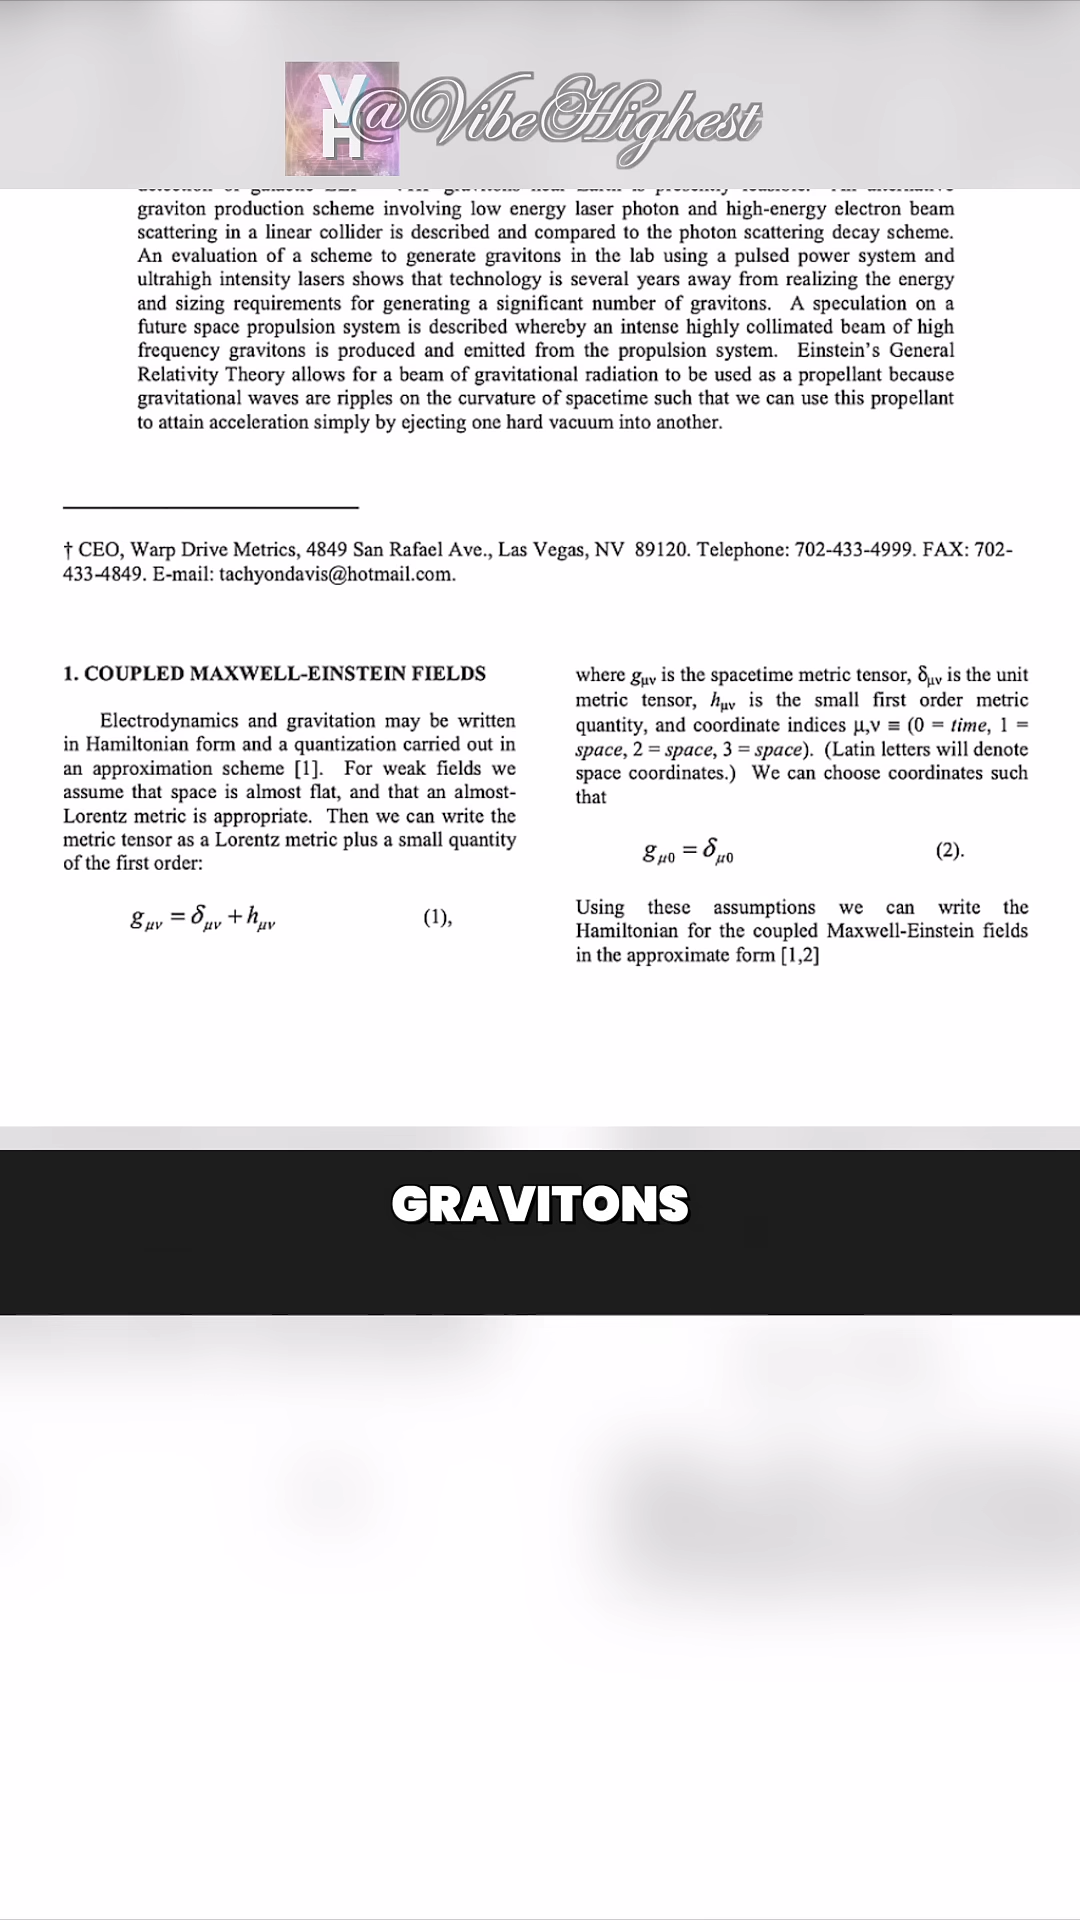 VH
@VibeHighest
graviton production scheme involving low energy laser photon and high-energy electron beam
scattering in a linear collider is described and compared to the photon scattering decay scheme.
An evaluation of a scheme to generate gravitons in the lab using a pulsed power system and
ultrahigh intensity lasers shows that technology is several years away from realizing the energy
and sizing requirements for generating a significant number of gravitons. A speculation on a
future space propulsion system is described whereby an intense highly collimated beam of high
frequency gravitons is produced and emitted from the propulsion system. Einstein's General
Relativity Theory allows for a beam of gravitational radiation to be used as a propellant because
gravitational waves are ripples on the curvature of spacetime such that we can use this propellant
to attain acceleration simply by ejecting one hard vacuum into another.
† CEO, Warp Drive Metrics, 4849 San Rafael Ave., Las Vegas, NV 89120. Telephone: 702-433-4999. FAX: 702-
433-4849. E-mail: tachyondavis@hotmail.com.
1. COUPLED MAXWELL-EINSTEIN FIELDS
Electrodynamics and gravitation may be written
in Hamiltonian form and a quantization carried out in
an approximation scheme [1]. For weak fields we
assume that space is almost flat, and that an almost-
Lorentz metric is appropriate. Then we can write the
metric tensor as a Lorentz metric plus a small quantity
of the first order:
gμν = δμν + hμν (1),
where gμν is the spacetime metric tensor, δμν is the unit
metric tensor, hμν is the small first order metric
quantity, and coordinate indices μ,ν ≡ (0 = time, 1 =
space, 2 = space, 3 = space). (Latin letters will denote
space coordinates.) We can choose coordinates such
that
gμ0 = δμ0 (2).
Using these assumptions we can write the
Hamiltonian for the coupled Maxwell-Einstein fields
in the approximate form [1,2]
GRAVITONS